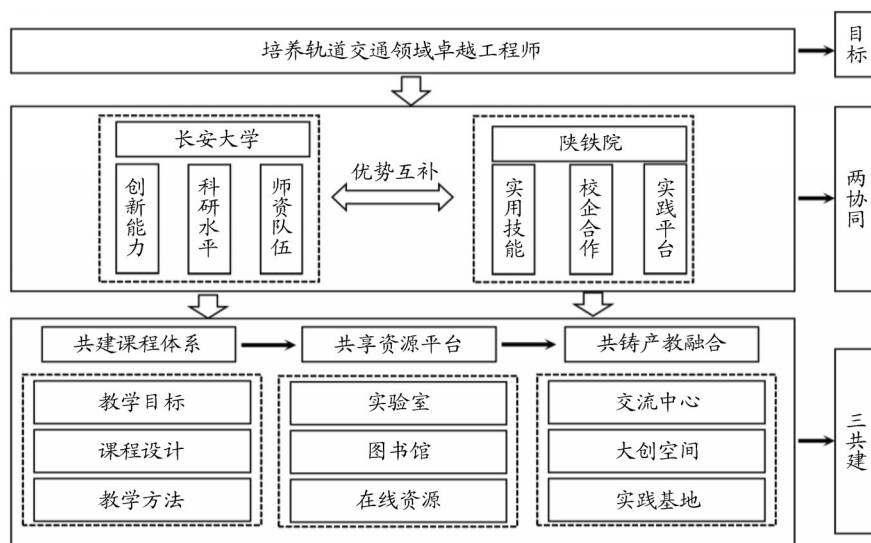 培养轨道交通领域卓越工程师
目标
长安大学
创新能力
科研水平
师资队伍
优势互补
陕铁院
实用技能
校企合作
实践平台
两协同
共建课程体系
共享资源平台
共铸产教融合
教学目标
课程设计
教学方法
实验室
图书馆
在线资源
交流中心
大创空间
实践基地
三共建